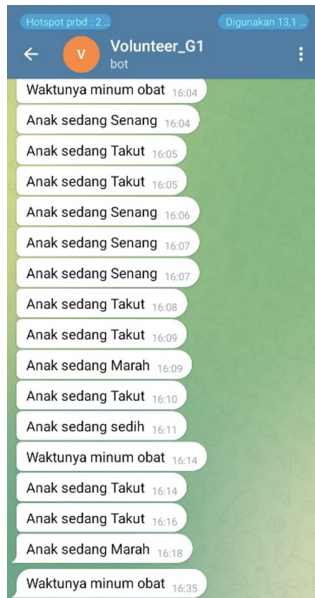 Hotspot prbd : 2...
Digunakan 13,1 ...
Volunteer_G1
V
bot
Waktunya minum obat 16:04
Anak sedang Senang 16:04
Anak sedang Takut 16:05
Anak sedang Takut 16:05
Anak sedang Senang 16:06
Anak sedang Senang 16:07
Anak sedang Senang 16:07
Anak sedang Takut 16:08
Anak sedang Takut 16:09
Anak sedang Marah 16:09
Anak sedang Takut 16:10
Anak sedang sedih 16:11
Waktunya minum obat 16:14
Anak sedang Takut 16:14
Anak sedang Takut 16:16
Anak sedang Marah 16:18
Waktunya minum obat 16:35